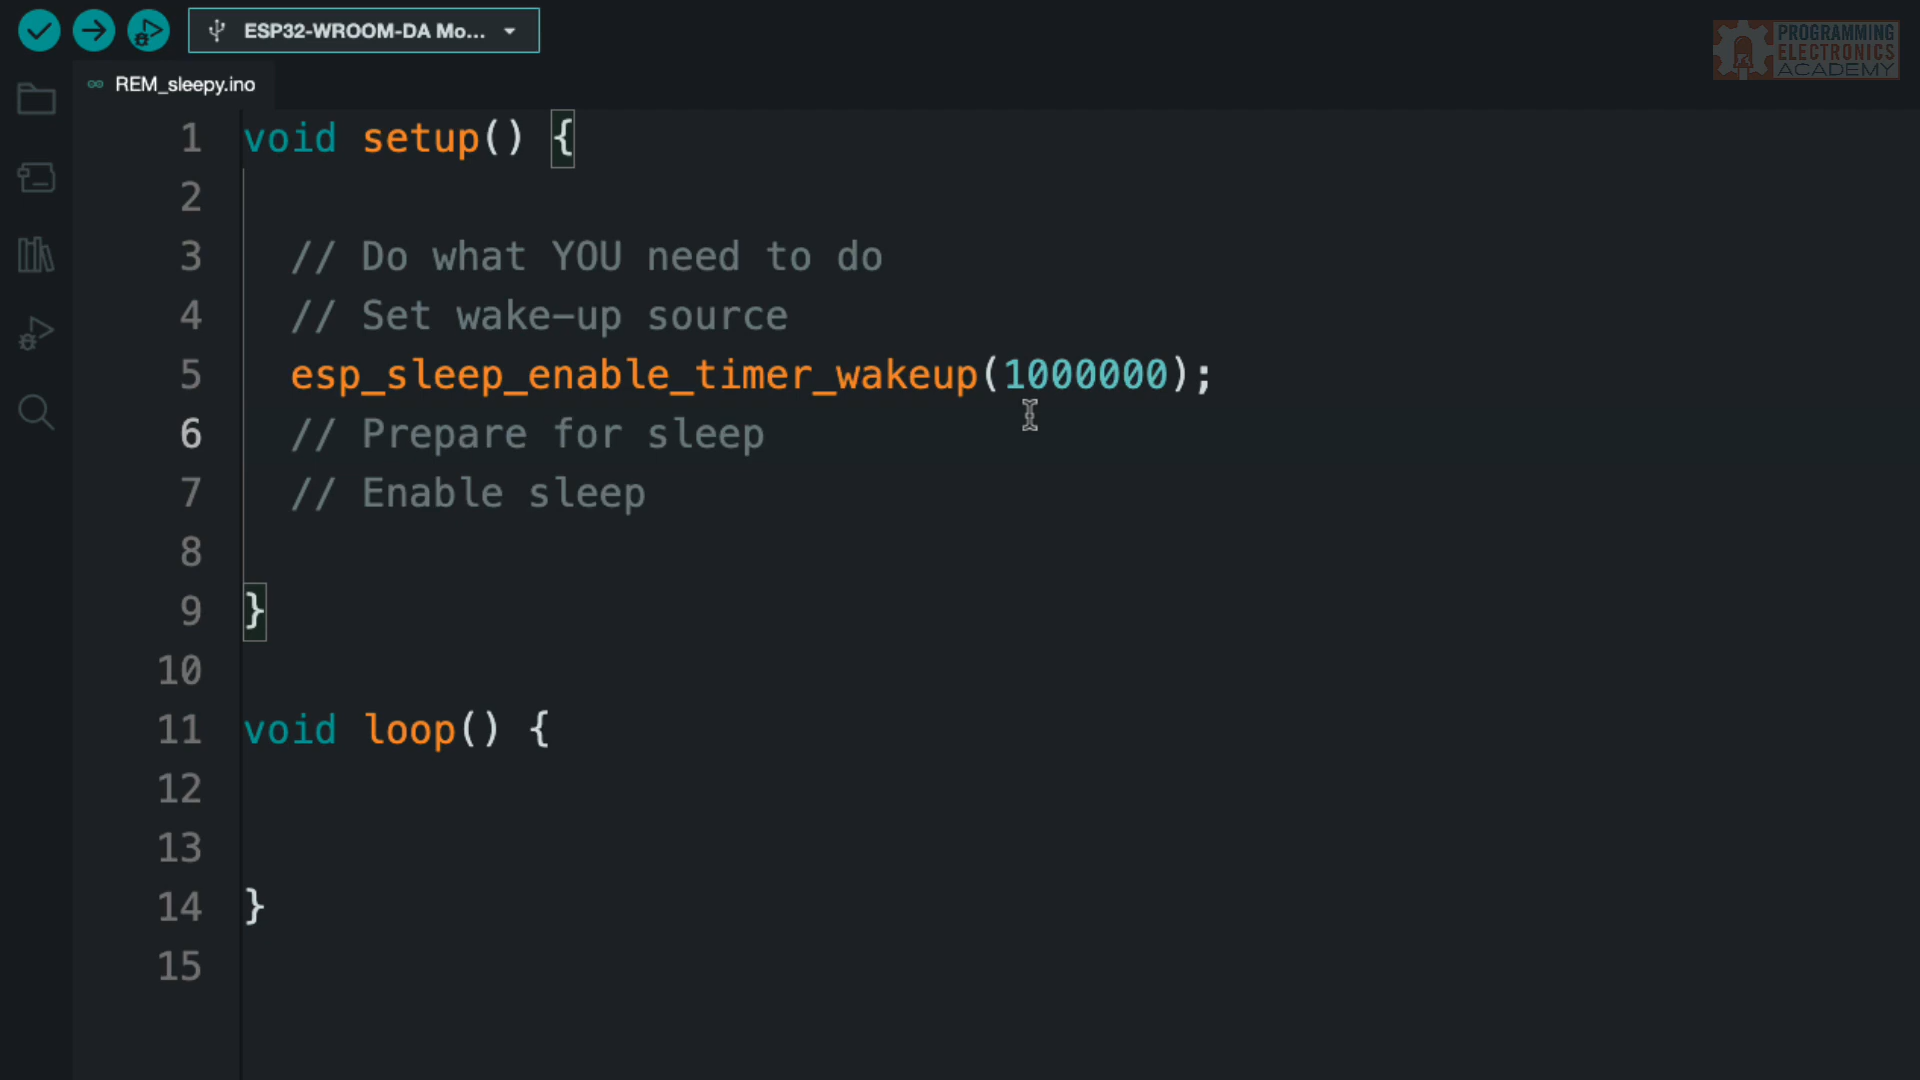 ESP32-WROOM-DA Mo...
PROGRAMMING
ELECTRONICS
ACADEMY
REM_sleepy.ino
1 void setup() {
2
3 // Do what YOU need to do
4 // Set wake-up source
5 esp_sleep_enable_timer_wakeup(1000000);
6 // Prepare for sleep
7 // Enable sleep
8
9 }
10
11 void loop() {
12
13
14 }
15